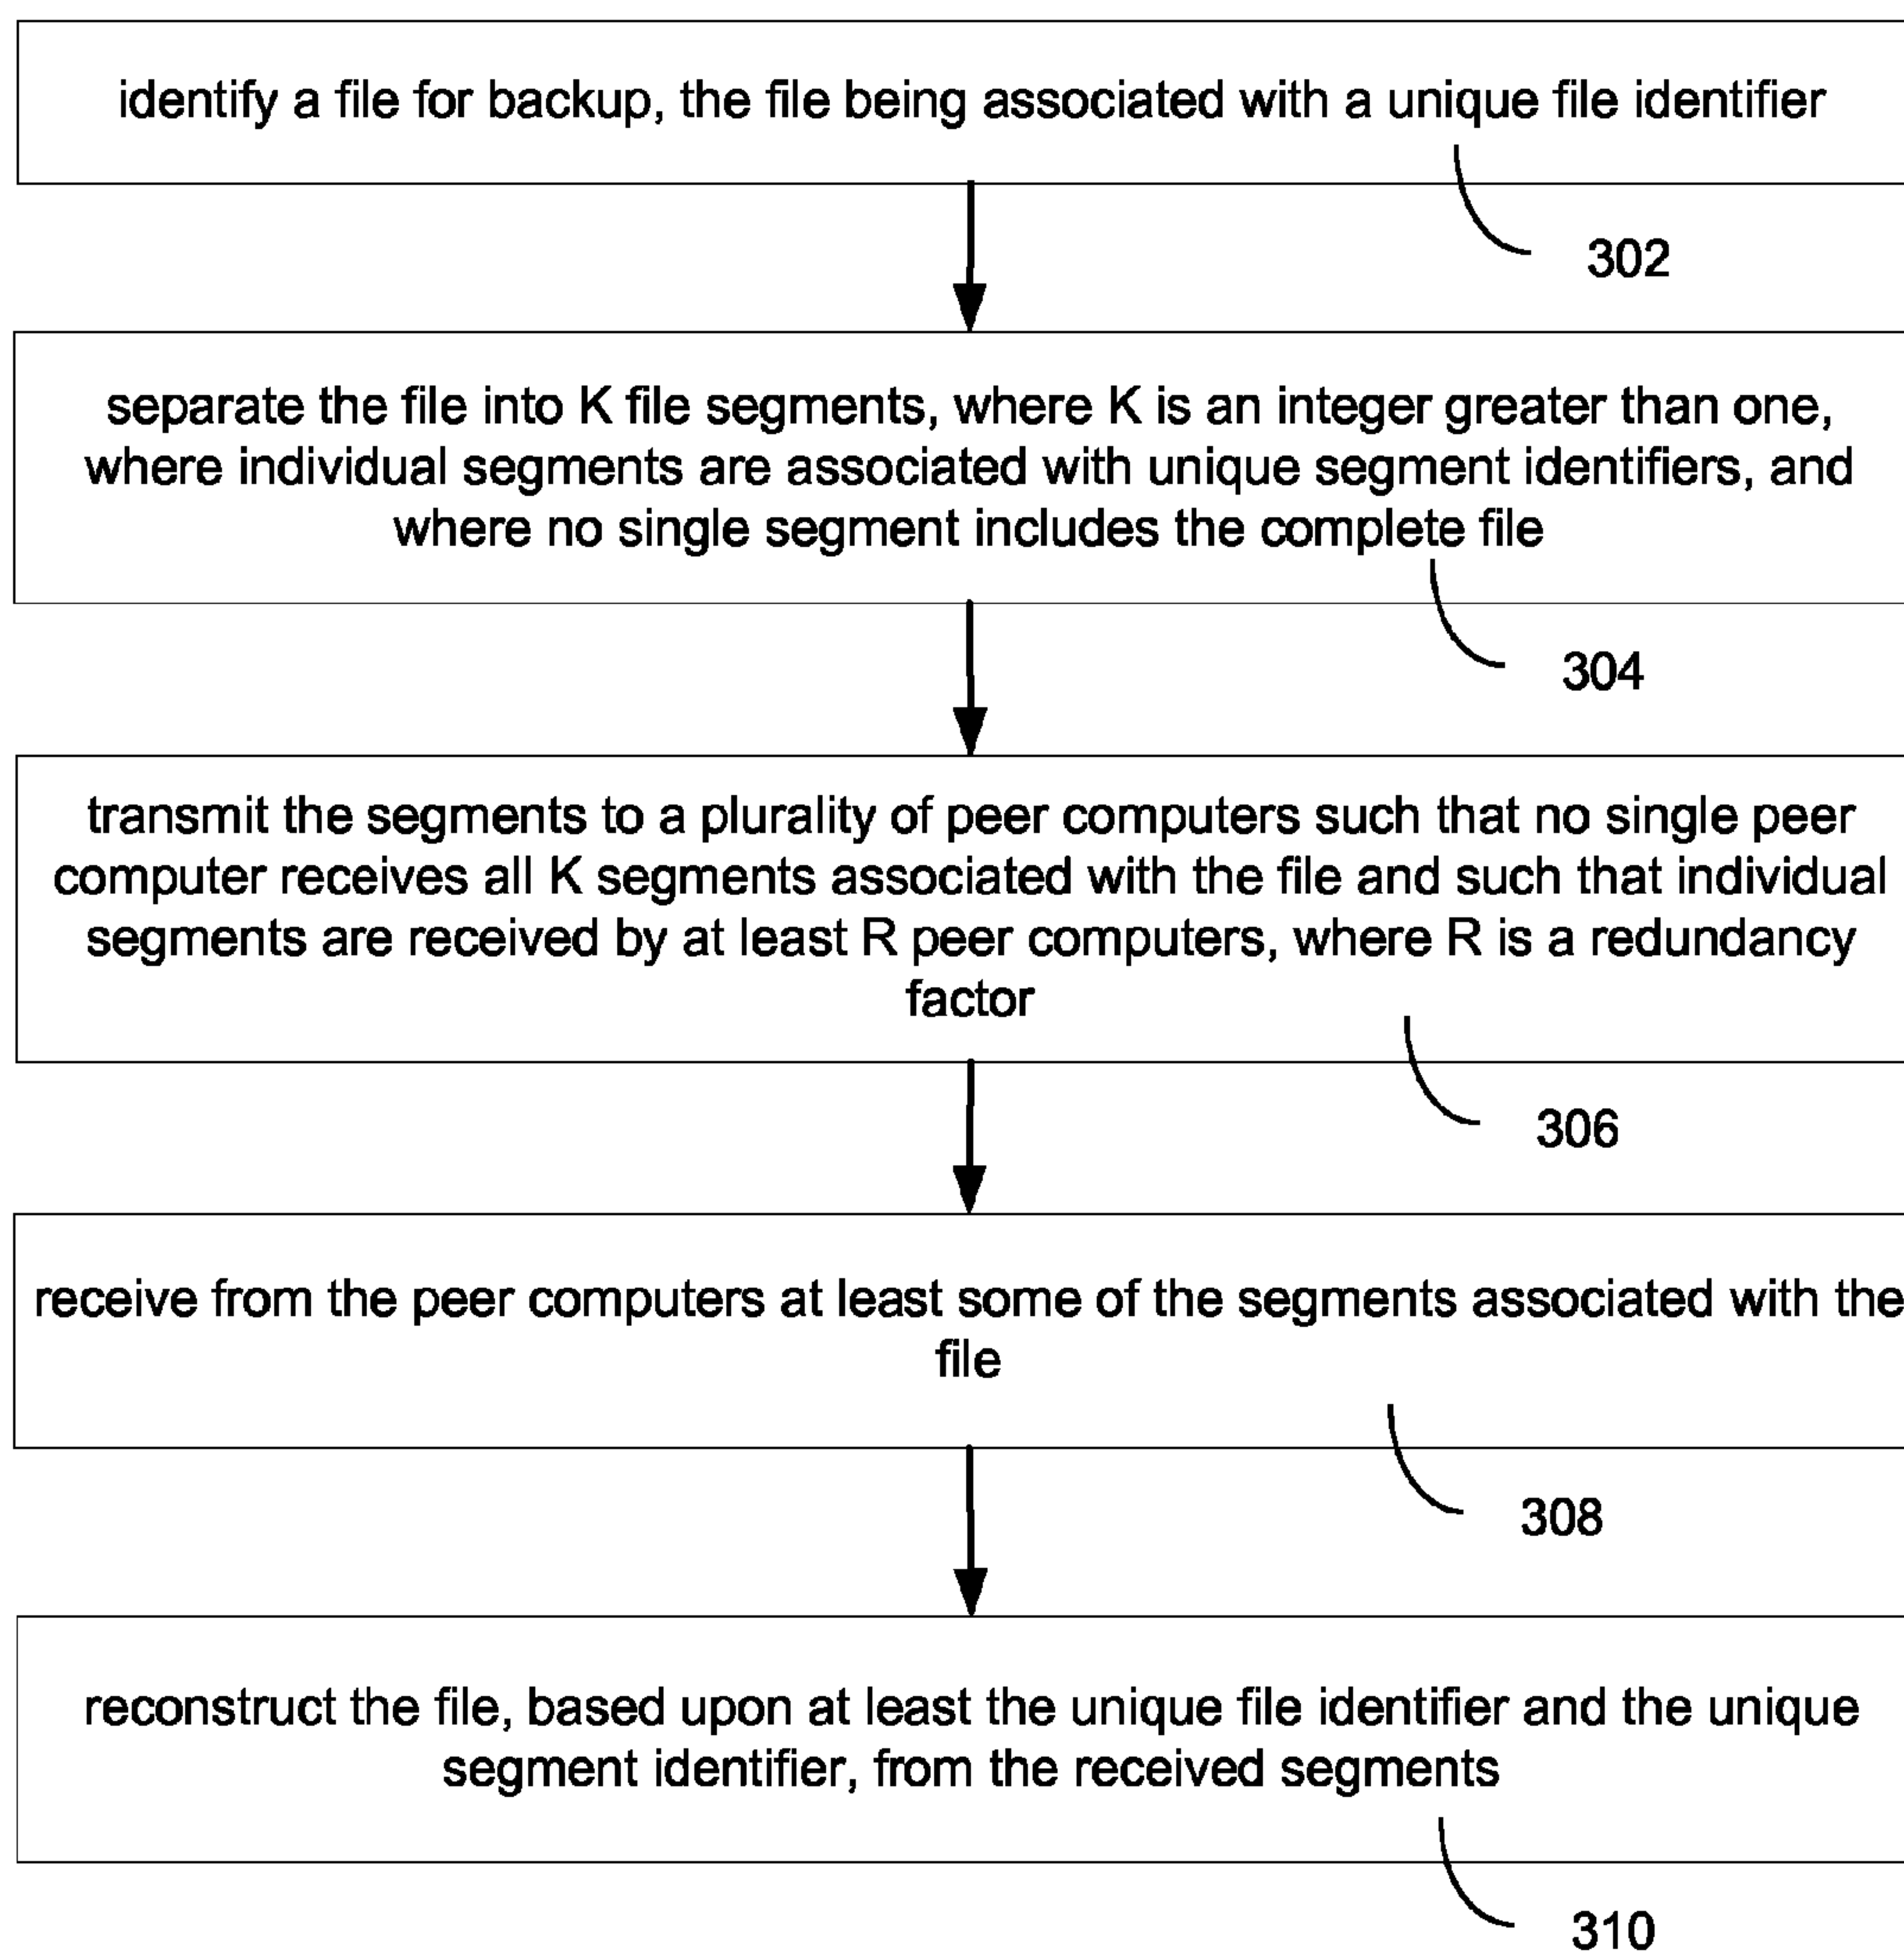 identify a file for backup, the file being associated with a unique file identifier
302
separate the file into K file segments, where K is an integer greater than one,
where individual segments are associated with unique segment identifiers, and
where no single segment includes the complete file
304
transmit the segments to a plurality of peer computers such that no single peer
computer receives all K segments associated with the file and such that individual
segments are received by at least R peer computers, where R is a redundancy
factor
306
receive from the peer computers at least some of the segments associated with the
file
308
reconstruct the file, based upon at least the unique file identifier and the unique
segment identifier, from the received segments
310